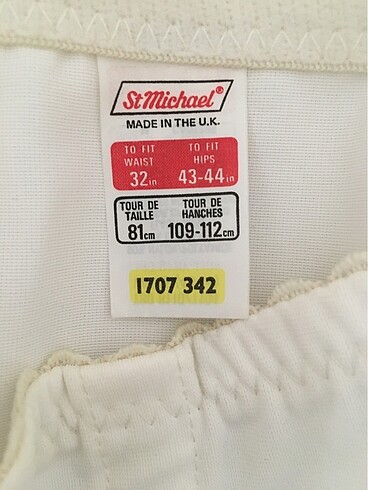 St Michael®
MADE IN THE U.K.
TO FIT WAIST 32in
TO FIT HIPS 43-44in
TOUR DE TAILLE 81cm
TOUR DE HANCHES 109-112cm
1707 342